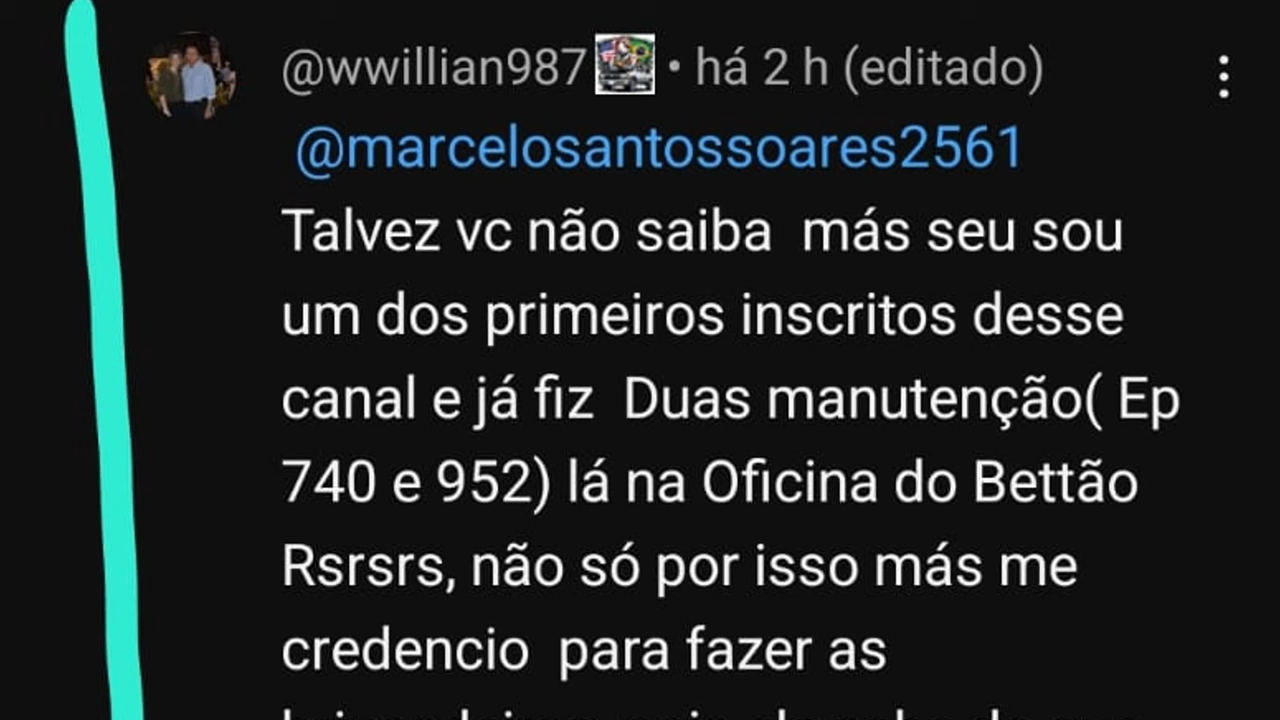 @wwillian987 • há 2 h (editado)
@marcelosantossoares2561
Talvez vc não saiba  más seu sou
um dos primeiros inscritos desse
canal e já fiz  Duas manutenção( Ep
740 e 952) lá na Oficina do Bettão
Rsrsrs, não só por isso más me
credencio  para fazer as